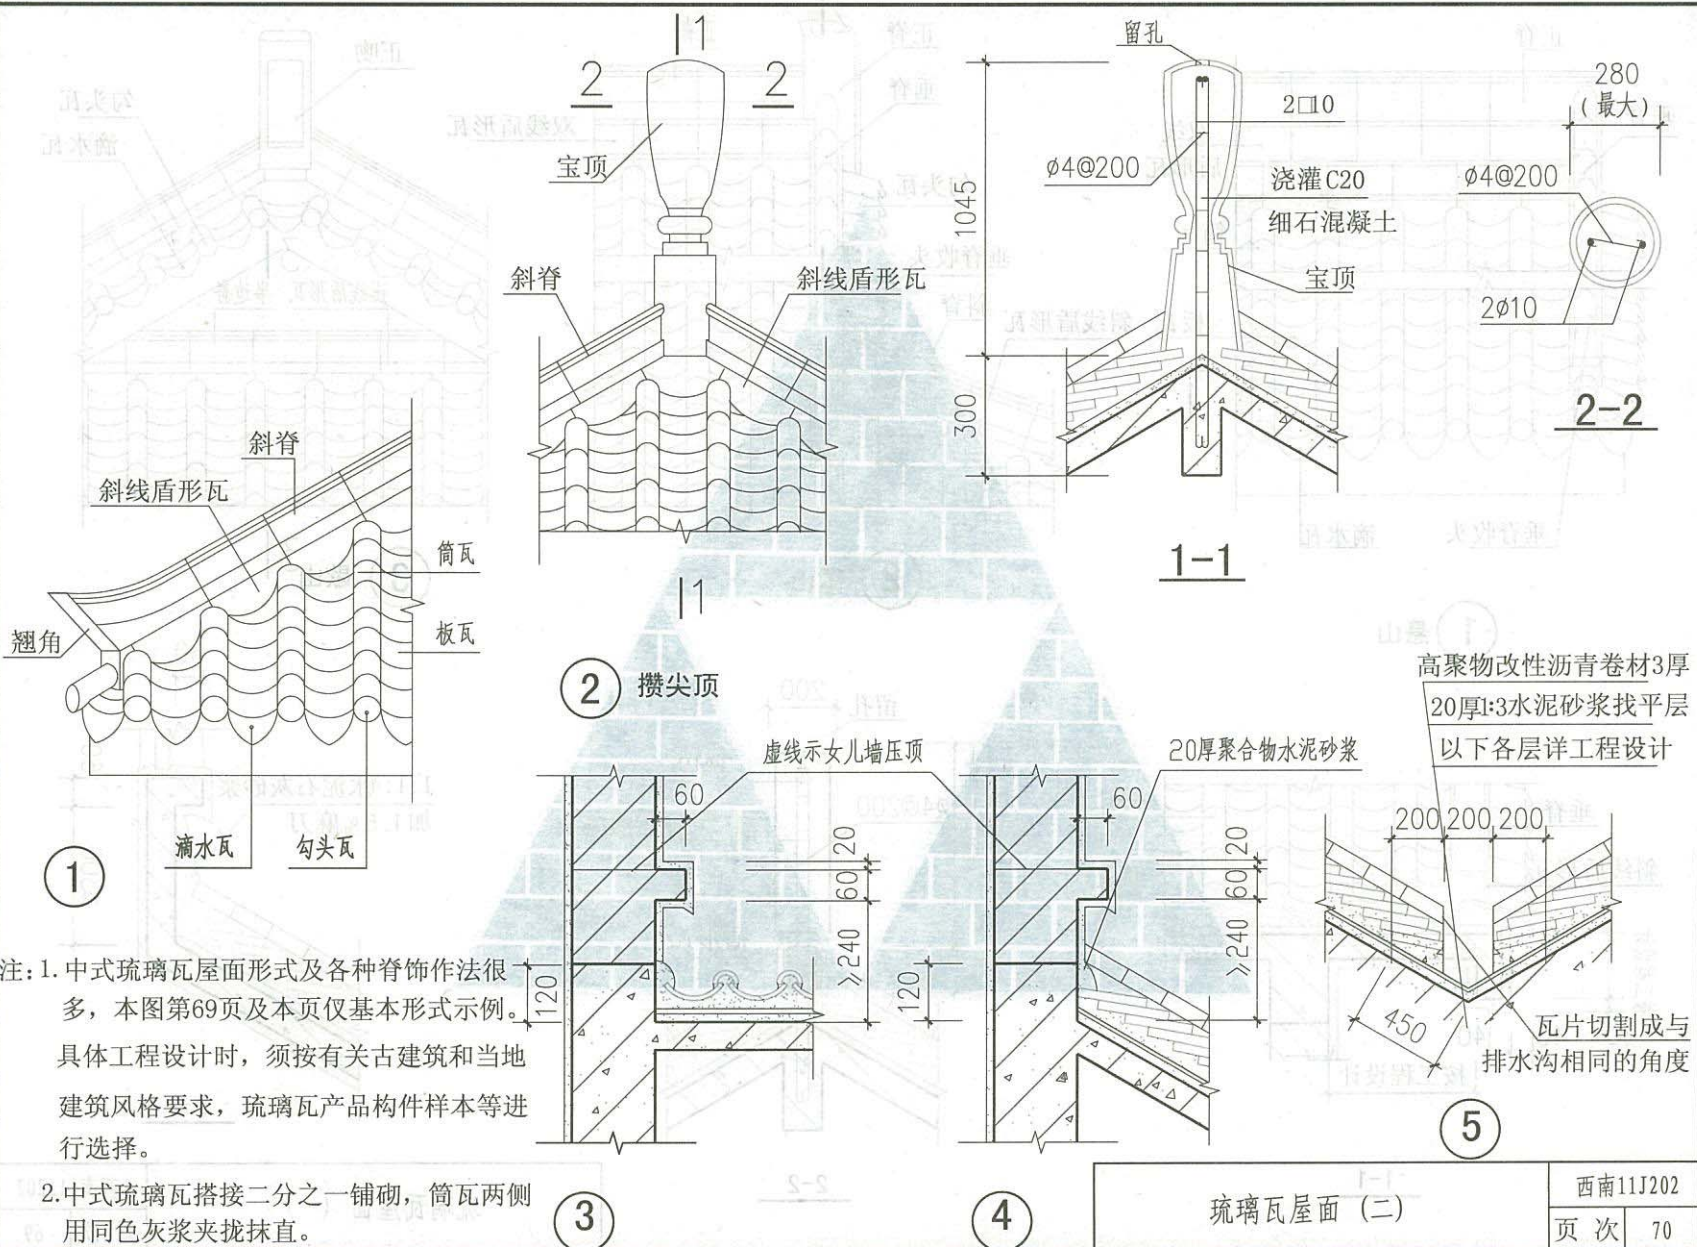 1
2
2
宝顶
斜脊
斜线盾形瓦
1
② 攒尖顶
留孔
2□10
ø4@200
浇灌C20
细石混凝土
宝顶
1045
300
1-1
280
(最大)
ø4@200
2ø10
2-2
斜脊
斜线盾形瓦
筒瓦
板瓦
翘角
滴水瓦
勾头瓦
①
虚线示女儿墙压顶
60
20
60
≥240
120
③
20厚聚合物水泥砂浆
60
20
60
≥240
120
④
高聚物改性沥青卷材3厚
20厚1:3水泥砂浆找平层
以下各层详工程设计
200 200 200
450
瓦片切割成与
排水沟相同的角度
⑤
注:1.中式琉璃瓦屋面形式及各种脊饰作法很
多，本图第69页及本页仅基本形式示例。
具体工程设计时，须按有关古建筑和当地
建筑风格要求，琉璃瓦产品构件样本等进
行选择。
2.中式琉璃瓦搭接二分之一铺砌，筒瓦两侧
用同色灰浆夹拢抹直。
琉璃瓦屋面（二）
西南11J202
页 次 70